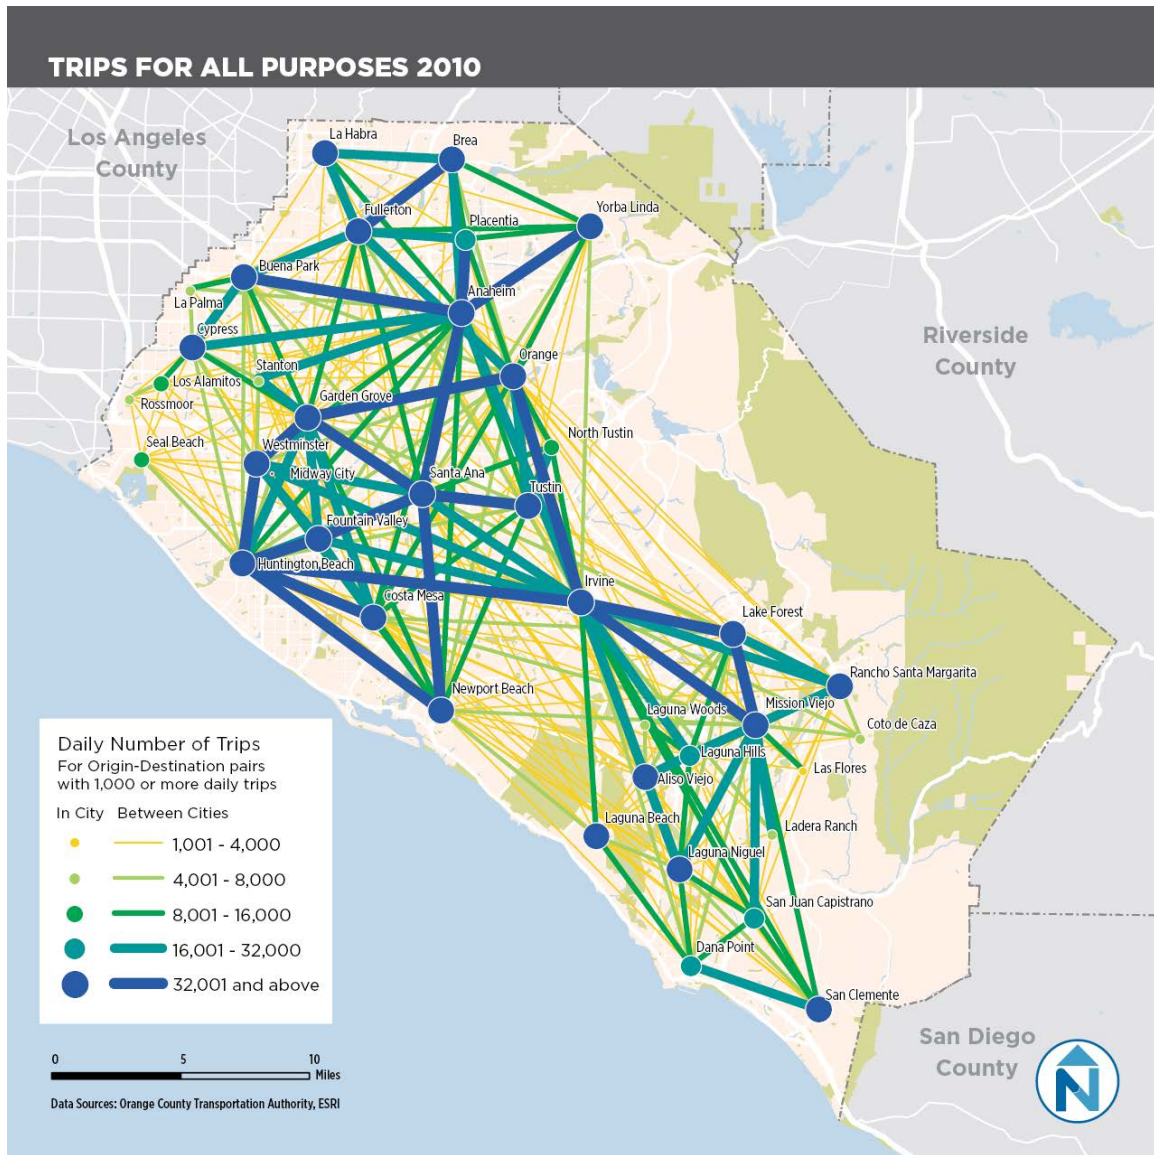 TRIPS FOR ALL PURPOSES 2010
Los Angeles
County
La Habra
Brea
Fullerton
Placentia
Yorba Linda
Buena Park
La Palma
Anaheim
Cypress
Riverside
County
Stanton
Orange
Los Alamitos
Garden Grove
Rossmoor
North Tustin
Seal Beach
Westminster
Midway City
Santa Ana
Tustin
Fountain Valley
Huntington Beach
Irvine
Costa Mesa
Lake Forest
Rancho Santa Margarita
Newport Beach
Mission Viejo
Laguna Woods
Coto de Caza
Laguna Hills
Las Flores
Aliso Viejo
Laguna Beach
Ladera Ranch
Laguna Niguel
San Juan Capistrano
Dana Point
San Clemente
San Diego
County
N
Daily Number of Trips
For Origin-Destination pairs
with 1,000 or more daily trips
In City Between Cities
1,001 - 4,000
4,001 - 8,000
8,001 - 16,000
16,001 - 32,000
32,001 and above
0 5 10
Miles
Data Sources: Orange County Transportation Authority, ESRI